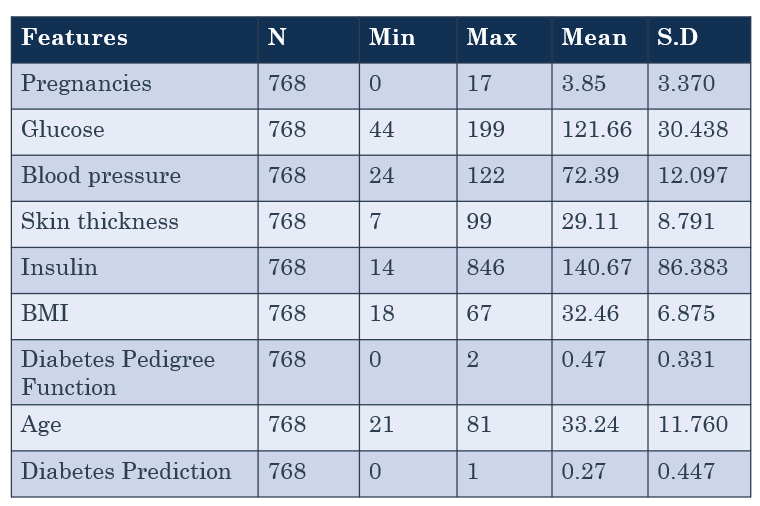 Features N Min Max Mean S.D
Pregnancies 768 0 17 3.85 3.370
Glucose 768 44 199 121.66 30.438
Blood pressure 768 24 122 72.39 12.097
Skin thickness 768 7 99 29.11 8.791
Insulin 768 14 846 140.67 86.383
BMI 768 18 67 32.46 6.875
Diabetes Pedigree 768 0 2 0.47 0.331
Function
Age 768 21 81 33.24 11.760
Diabetes Prediction 768 0 1 0.27 0.447